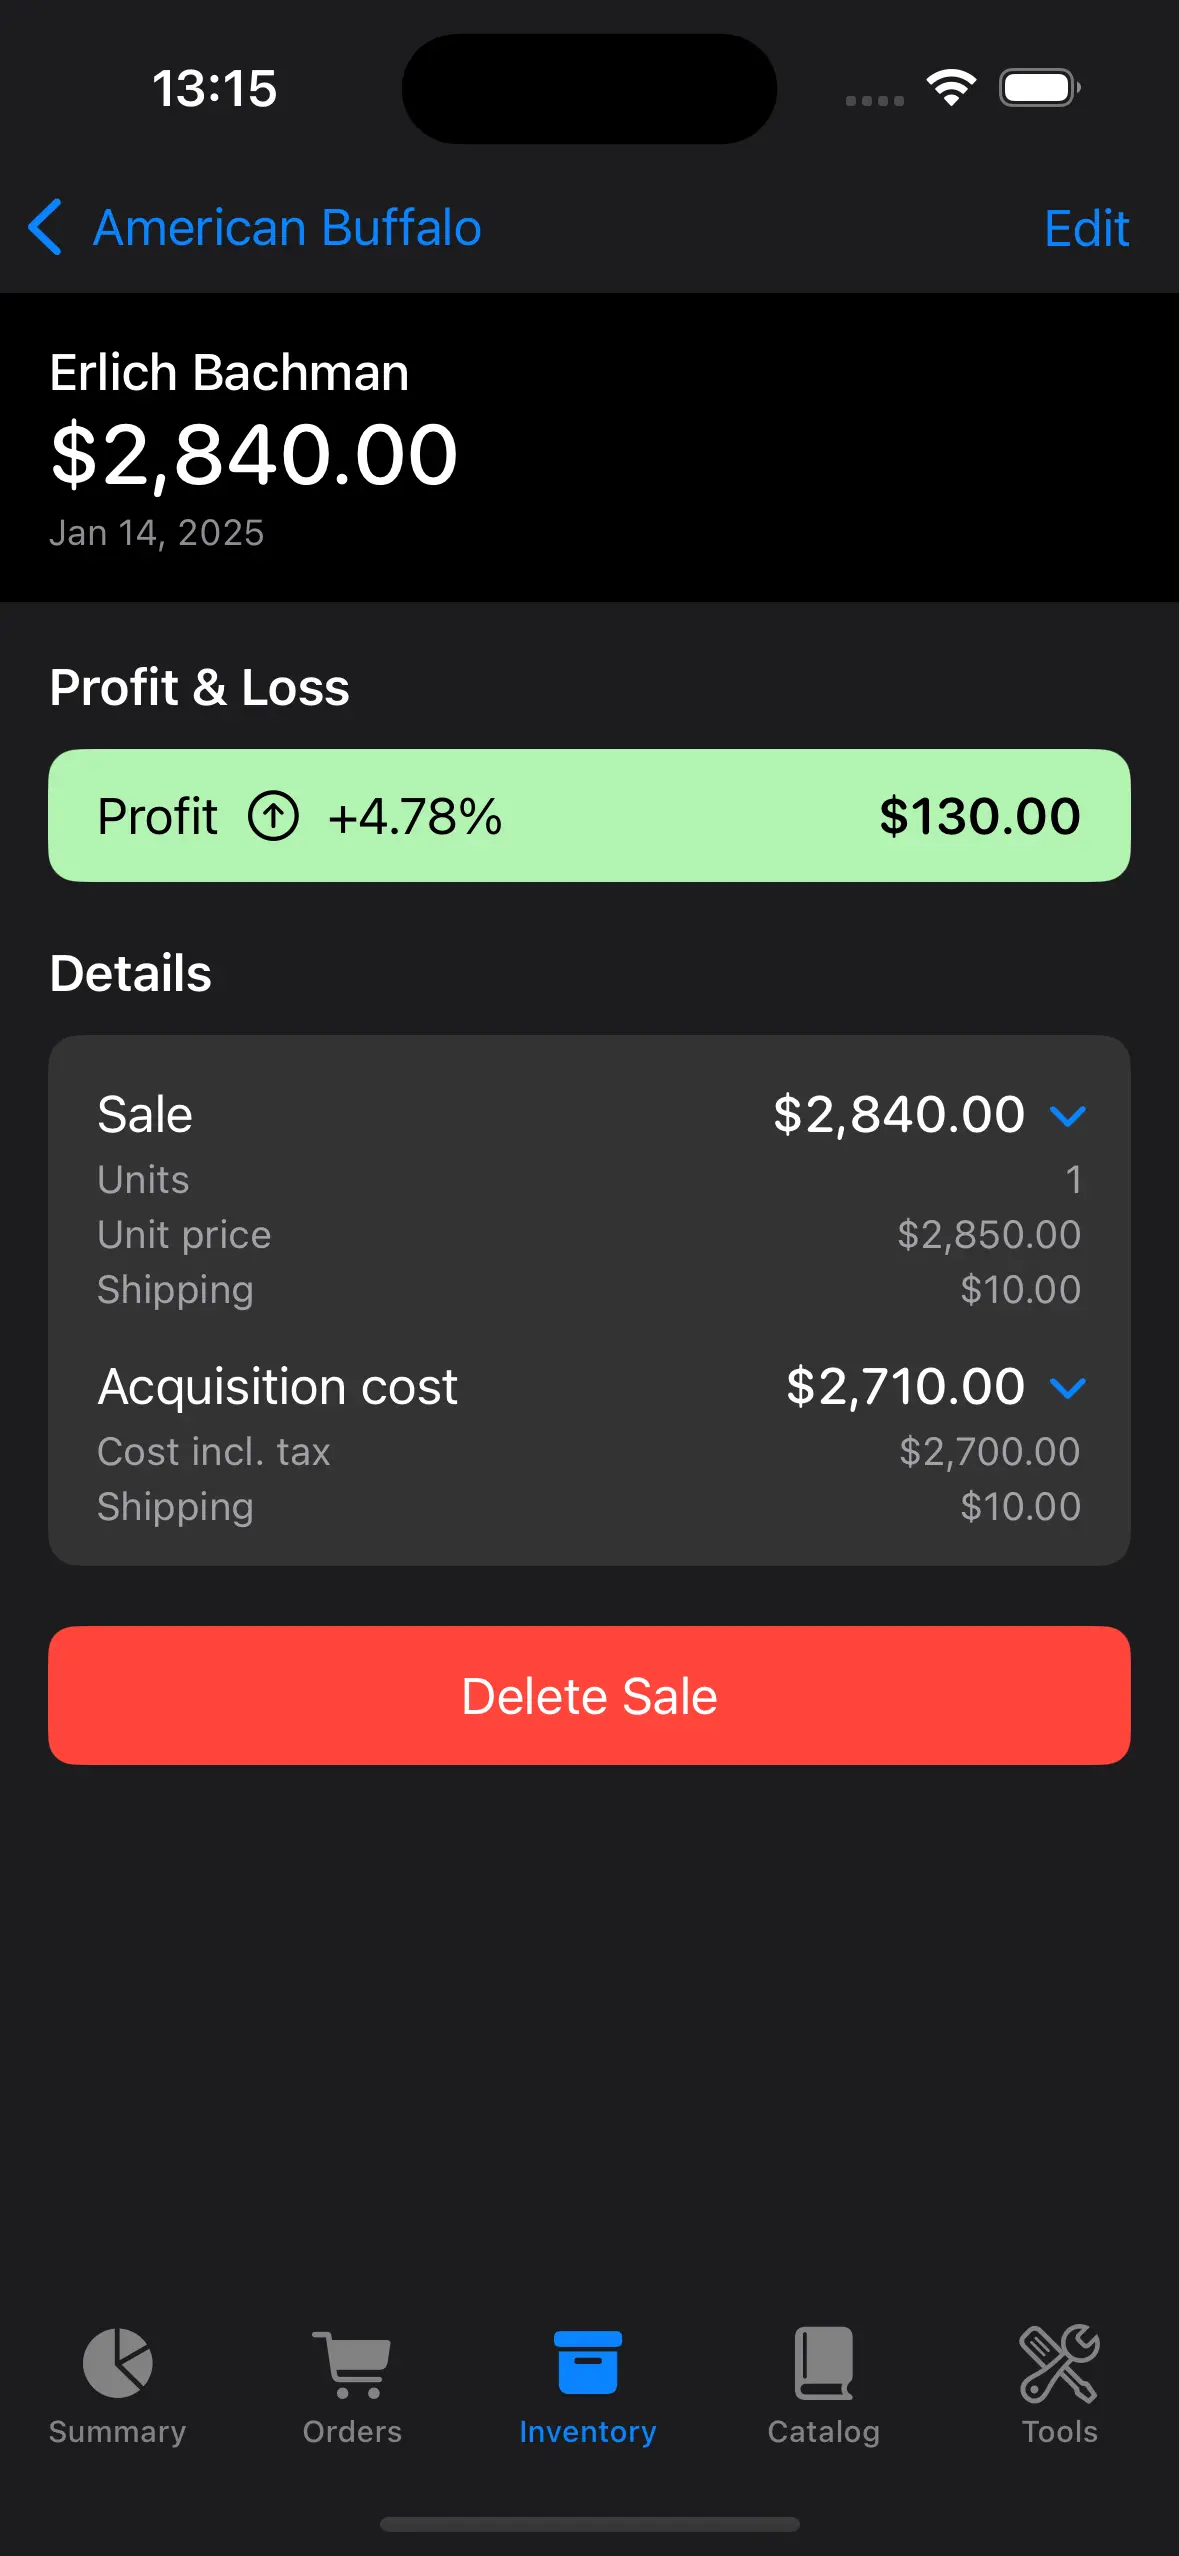 13:15
American Buffalo Edit
Erlich Bachman
$2,840.00
Jan 14, 2025
Profit & Loss
Profit +4.78% $130.00
Details
Sale $2,840.00
Units 1
Unit price $2,850.00
Shipping $10.00
Acquisition cost $2,710.00
Cost incl. tax $2,700.00
Shipping $10.00
Delete Sale
Summary Orders Inventory Catalog Tools